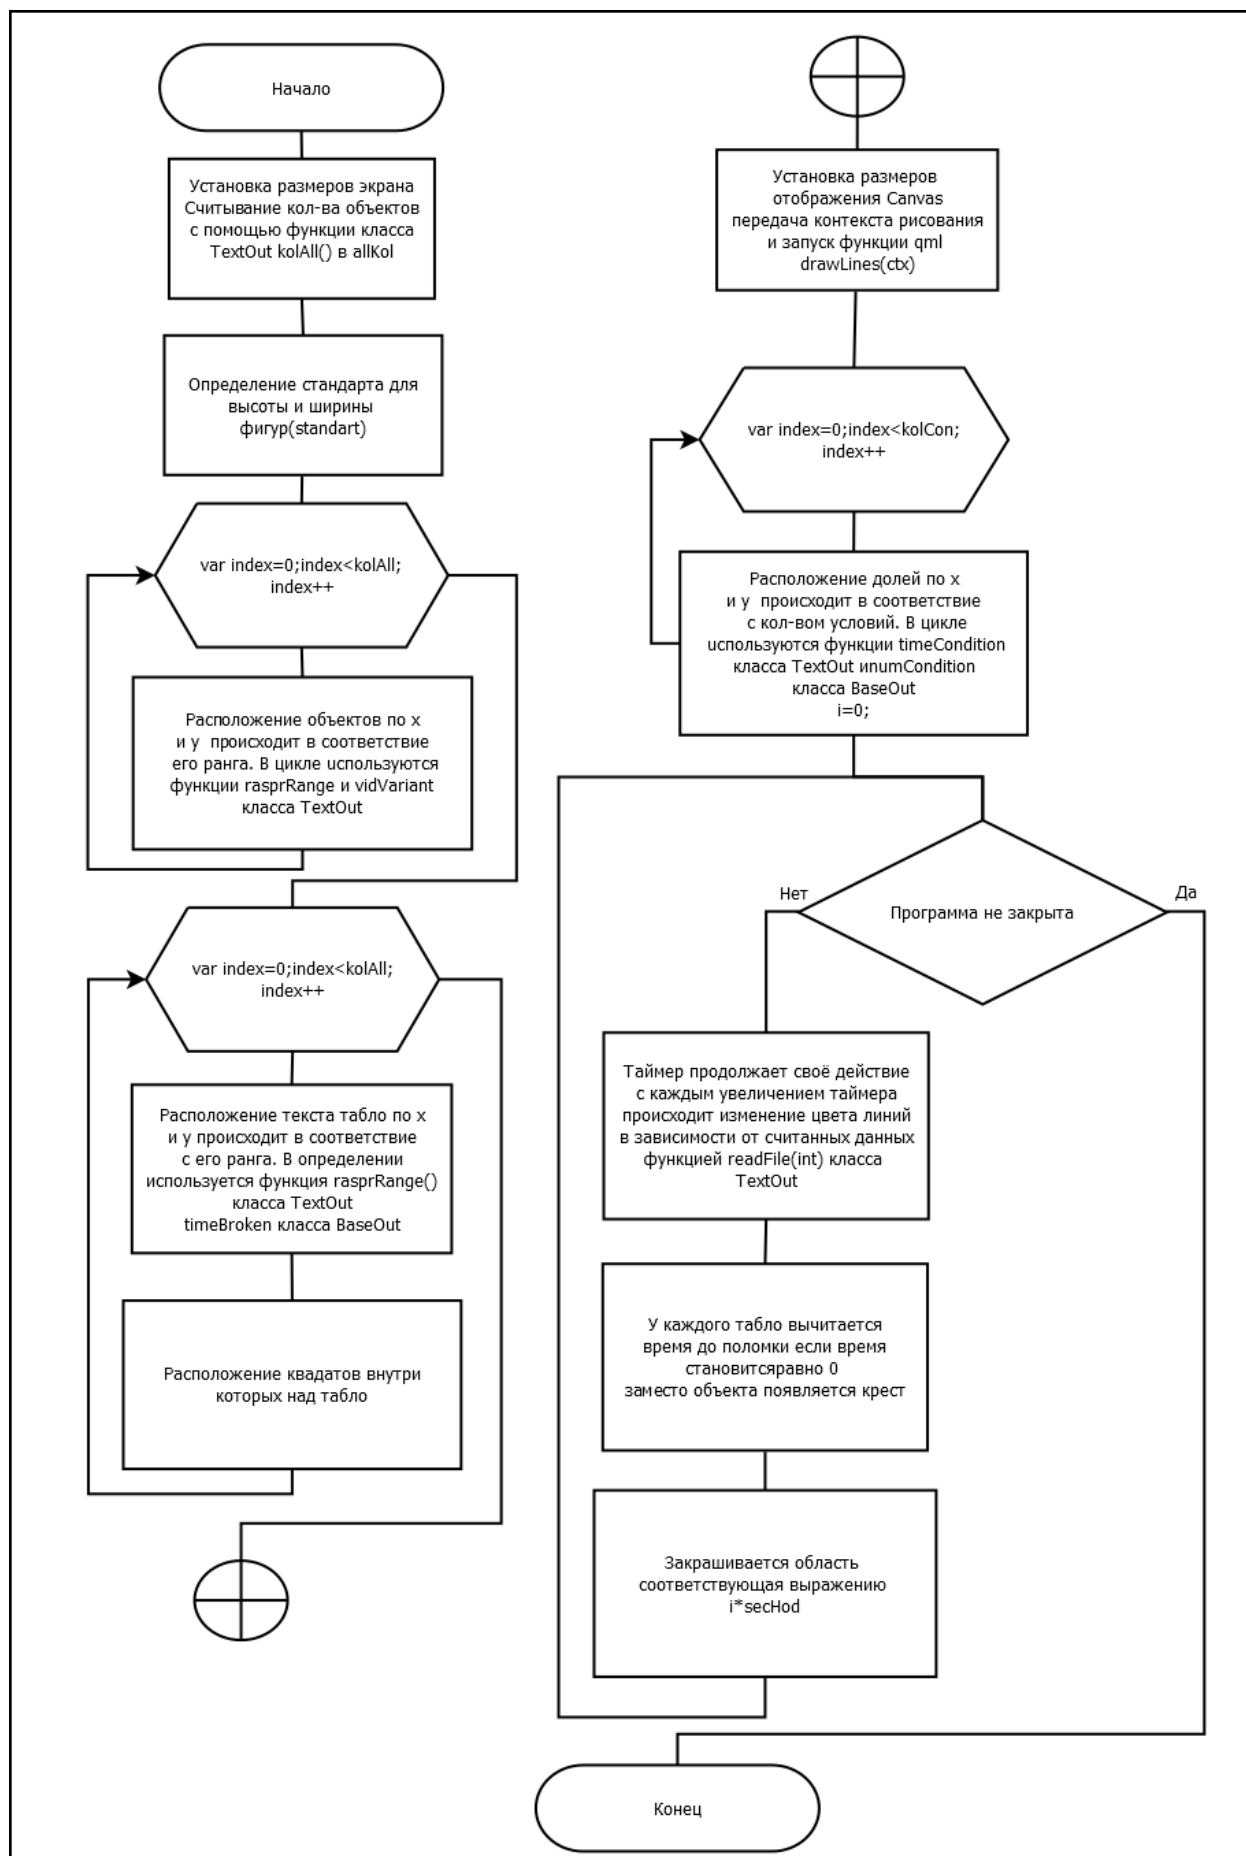 Начало
Установка размеров экрана
Считывание кол-ва объектов
с помощью функции класса
TextOut kolAll() в allKol
Определение стандарта для
высоты и ширины
фигур(standart)
var index=0;index<kolAll;
index++
Расположение объектов по x
и y происходит в соответствие
его ранга. В цикле используются
функции rasprRange и vidVariant
класса TextOut
var index=0;index<kolAll;
index++
Расположение текста табло по x
и y происходит в соответствие
с его ранга. В определении
используется функция rasprRange()
класса TextOut
timeBroken класса BaseOut
Расположение квадатов внутри
которых над табло
Установка размеров
отображения Canvas
передача контекста рисования
и запуск функции qml
drawLines(ctx)
var index=0;index<kolCon;
index++
Расположение долей по x
и y происходит в соответствие
с кол-вом условий. В цикле
используются функции timeCondition
класса TextOut иnumCondition
класса BaseOut
i=0;
Программа не закрыта
Нет
Да
Таймер продолжает своё действие
с каждым увеличением таймера
происходит изменение цвета линий
в зависимости от считанных данных
функцией readFile(int) класса
TextOut
У каждого табло вычитается
время до поломки если время
становитсяравно 0
заместо объекта появляется крест
Закрашивается область
соответствующая выражению
i*secHod
Конец